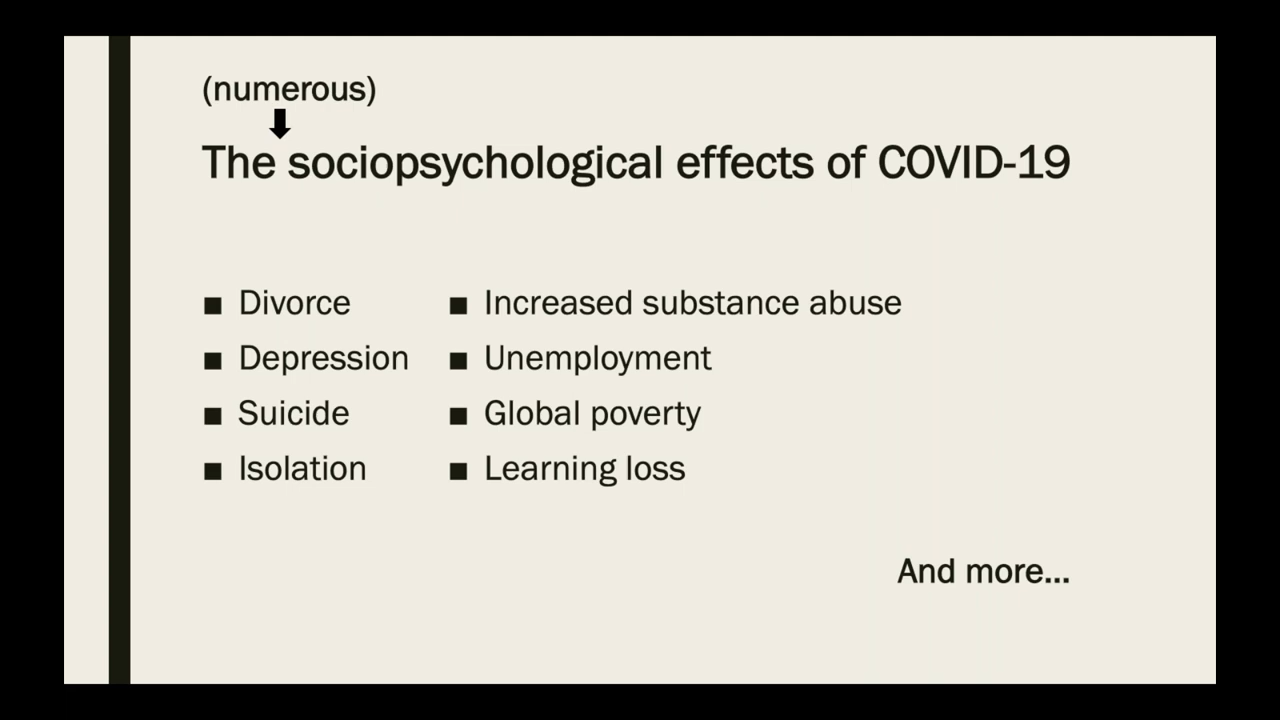 (numerous)
The sociopsychological effects of COVID-19
■ Divorce
■ Depression
■ Suicide
■ Isolation
■ Increased substance abuse
■ Unemployment
■ Global poverty
■ Learning loss
And more...